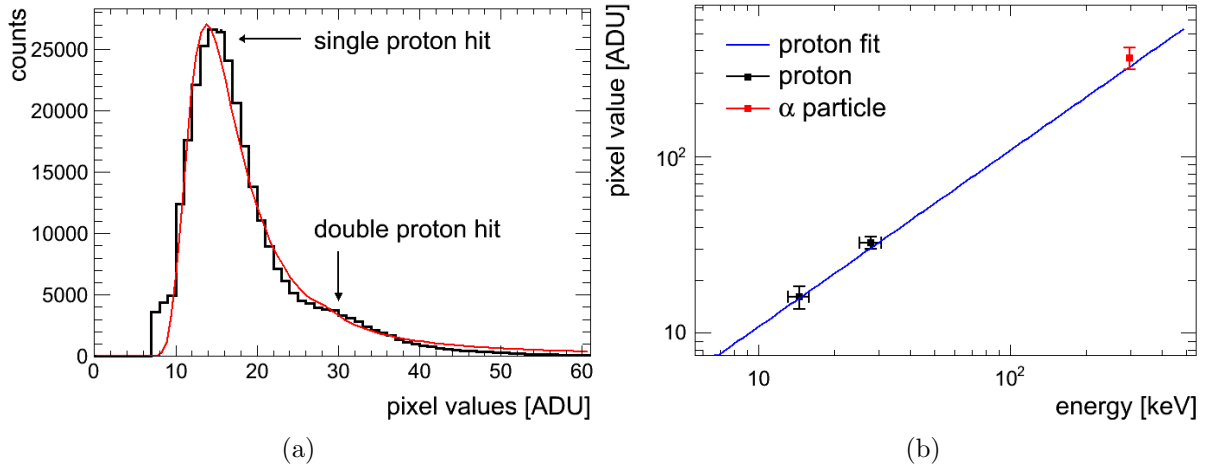 counts
25000
20000
15000
10000
5000
0
0 10 20 30 40 50 60
pixel values [ADU]
single proton hit
double proton hit
(a)
pixel value [ADU]
10²
10
10 10²
energy [keV]
proton fit
proton
α particle
(b)